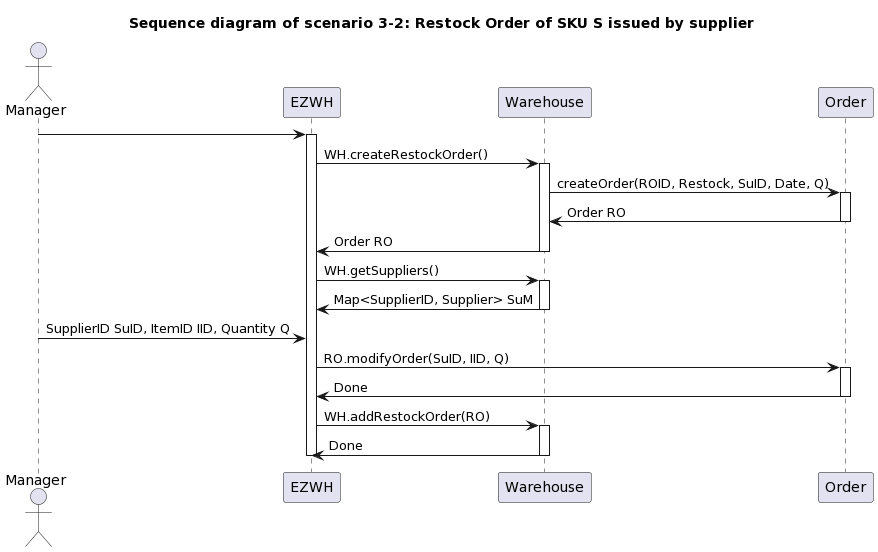 Sequence diagram of scenario 3-2: Restock Order of SKU S issued by supplier
Manager
EZWH
Warehouse
Order
WH.createRestockOrder()
createOrder(ROID, Restock, SuID, Date, Q)
Order RO
Order RO
WH.getSuppliers()
Map<SupplierID, Supplier> SuM
SupplierID SuID, ItemID IID, Quantity Q
RO.modifyOrder(SuID, IID, Q)
Done
WH.addRestockOrder(RO)
Done
Manager
EZWH
Warehouse
Order